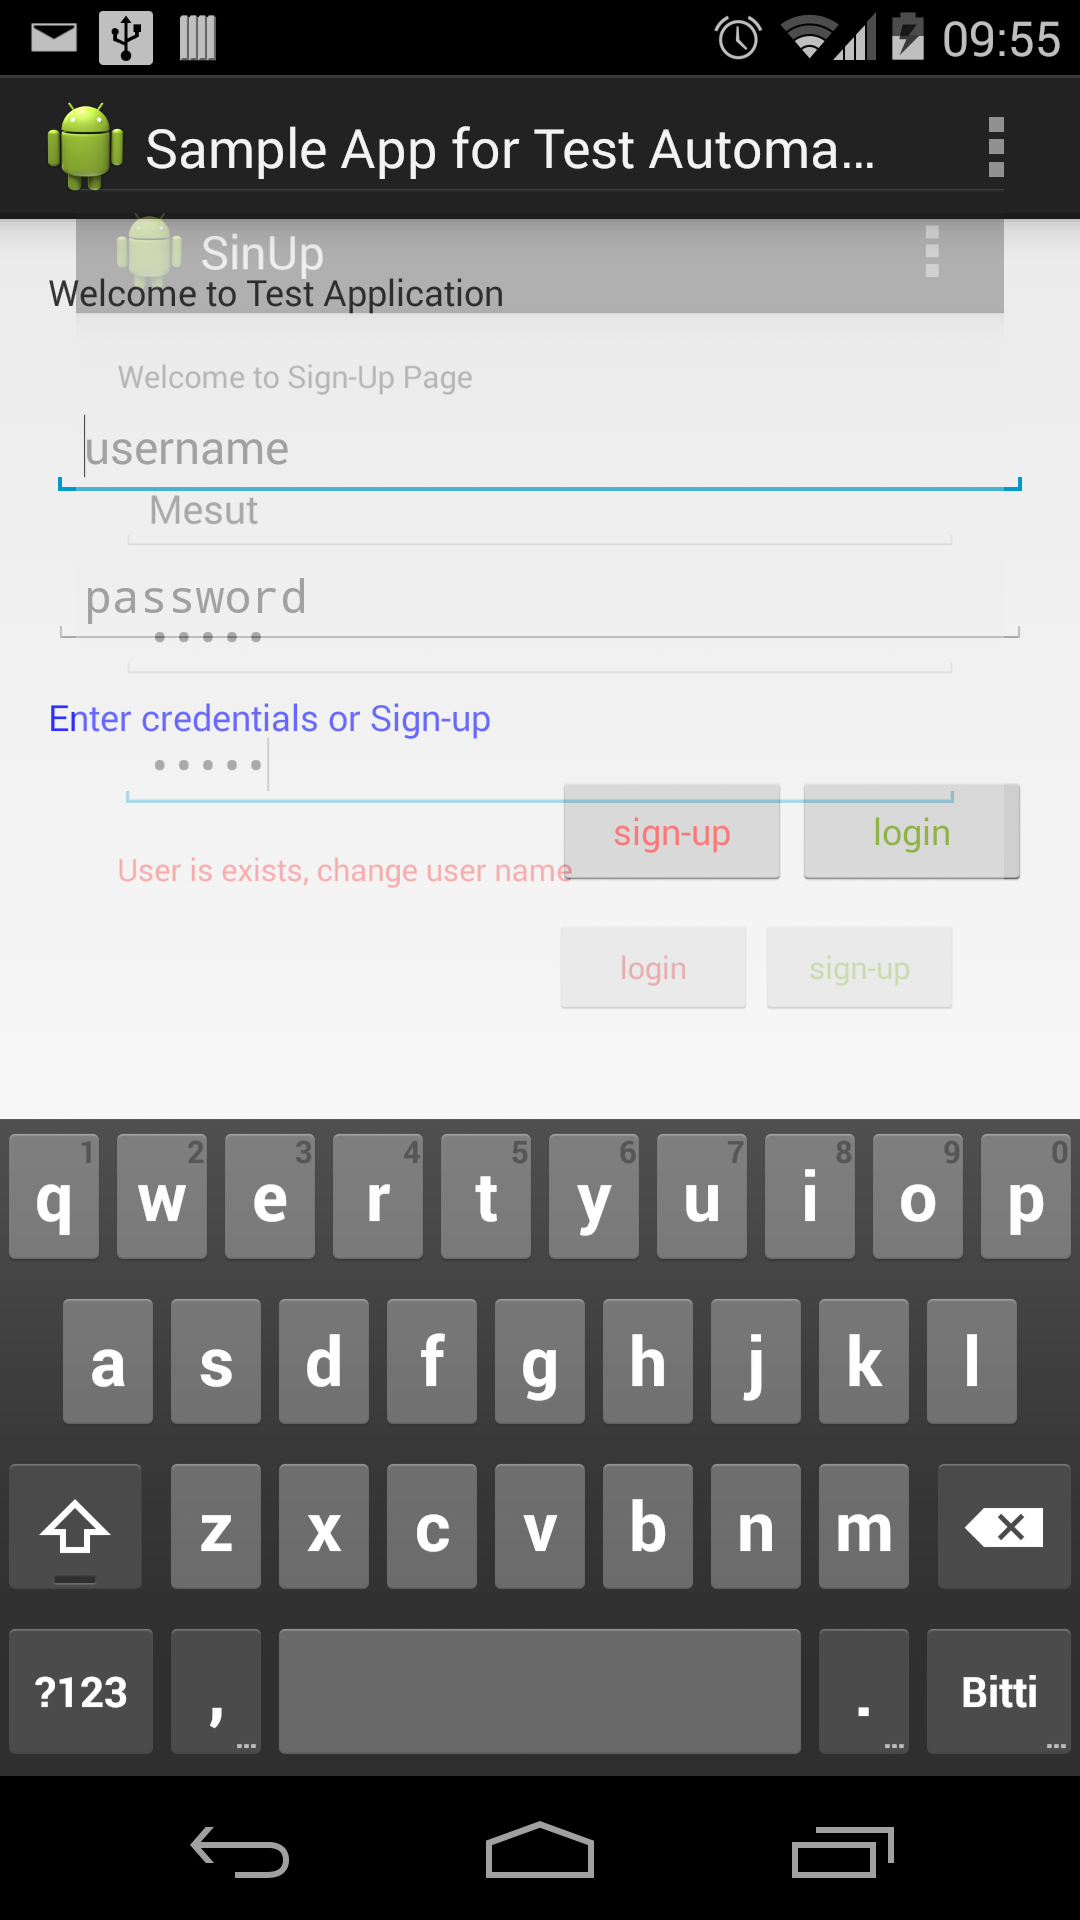 09:55
Sample App for Test Automa...
SinUp
Welcome to Test Application
Welcome to Sign-Up Page
username
Mesut
password
•••••
Enter credentials or Sign-up
•••••
sign-up login
User is exists, change user name
login sign-up
1 2 3 4 5 6 7 8 9 0
q w e r t y u i o p
a s d f g h j k l
z x c v b n m
?123 , . Bitti